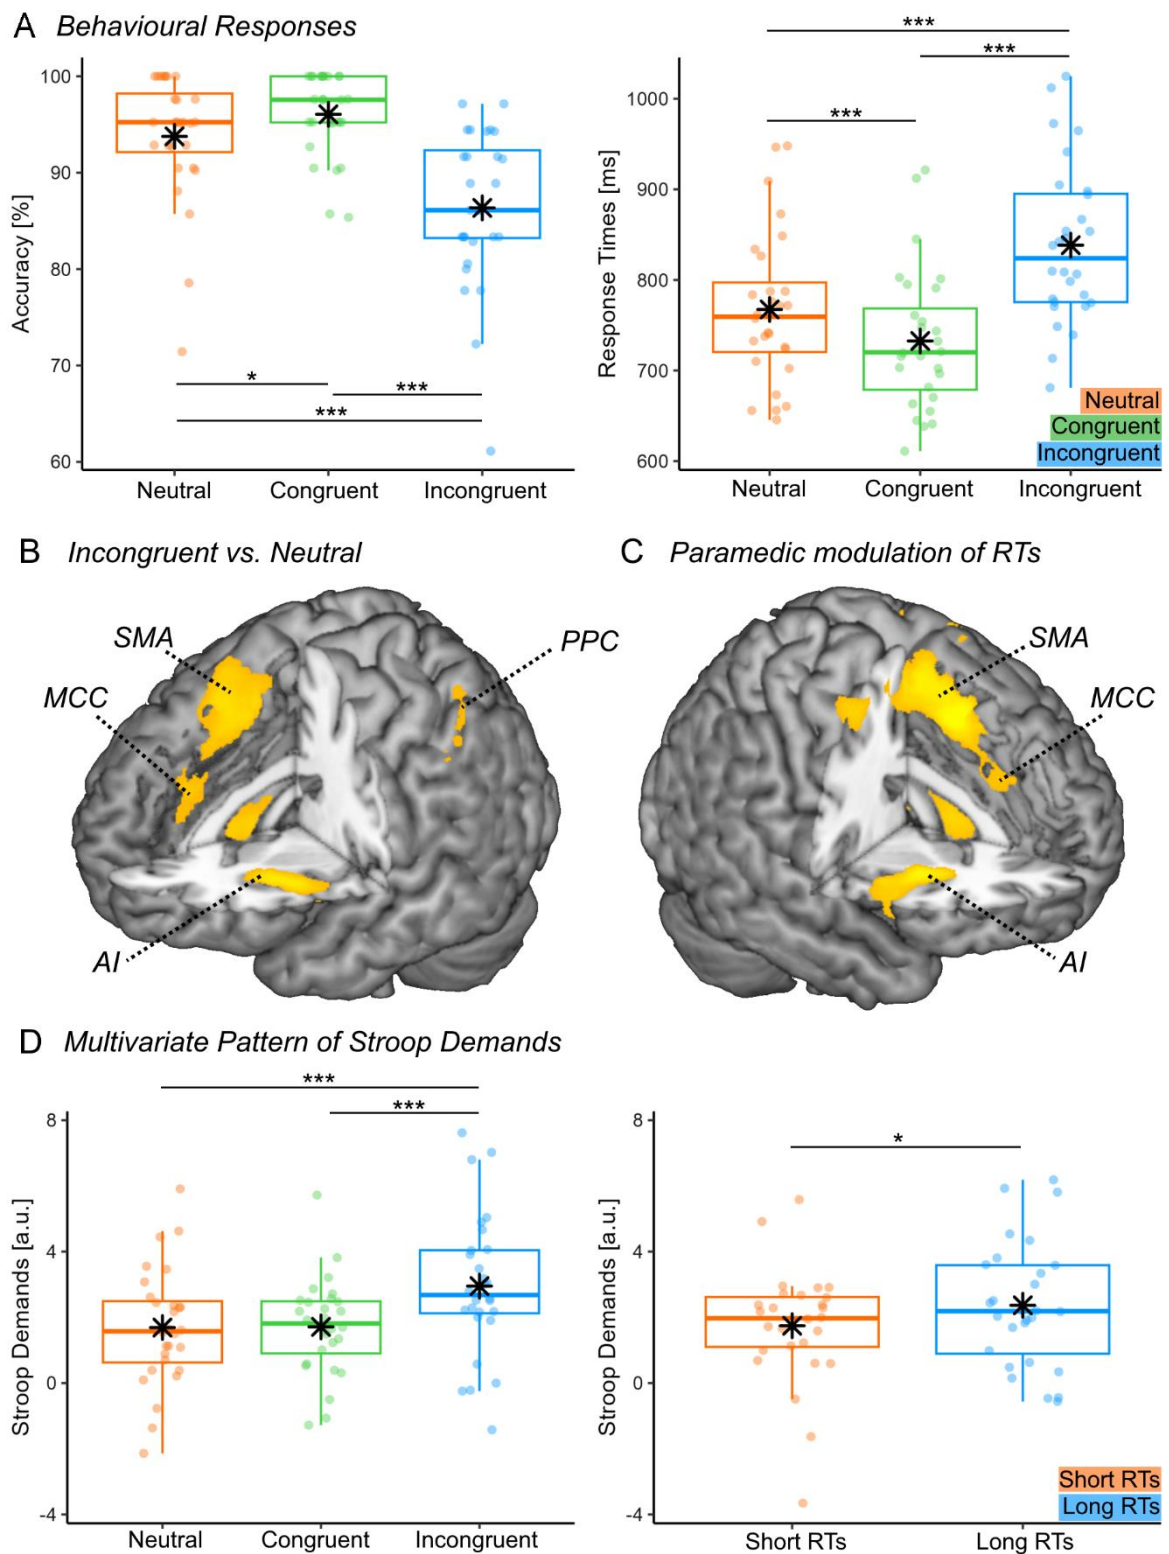 A Behavioural Responses
***
***
***
100
90
80
70
60
Accuracy [%]
*
***
***
Neutral Congruent Incongruent
1000
900
800
700
600
Response Times [ms]
Neutral
Congruent
Incongruent
Neutral Congruent Incongruent
B Incongruent vs. Neutral
SMA
MCC
PPC
AI
C Paramedic modulation of RTs
SMA
MCC
AI
D Multivariate Pattern of Stroop Demands
***
***
8
4
0
-4
Stroop Demands [a.u.]
Neutral Congruent Incongruent
*
8
4
0
-4
Stroop Demands [a.u.]
Short RTs
Long RTs
Short RTs Long RTs